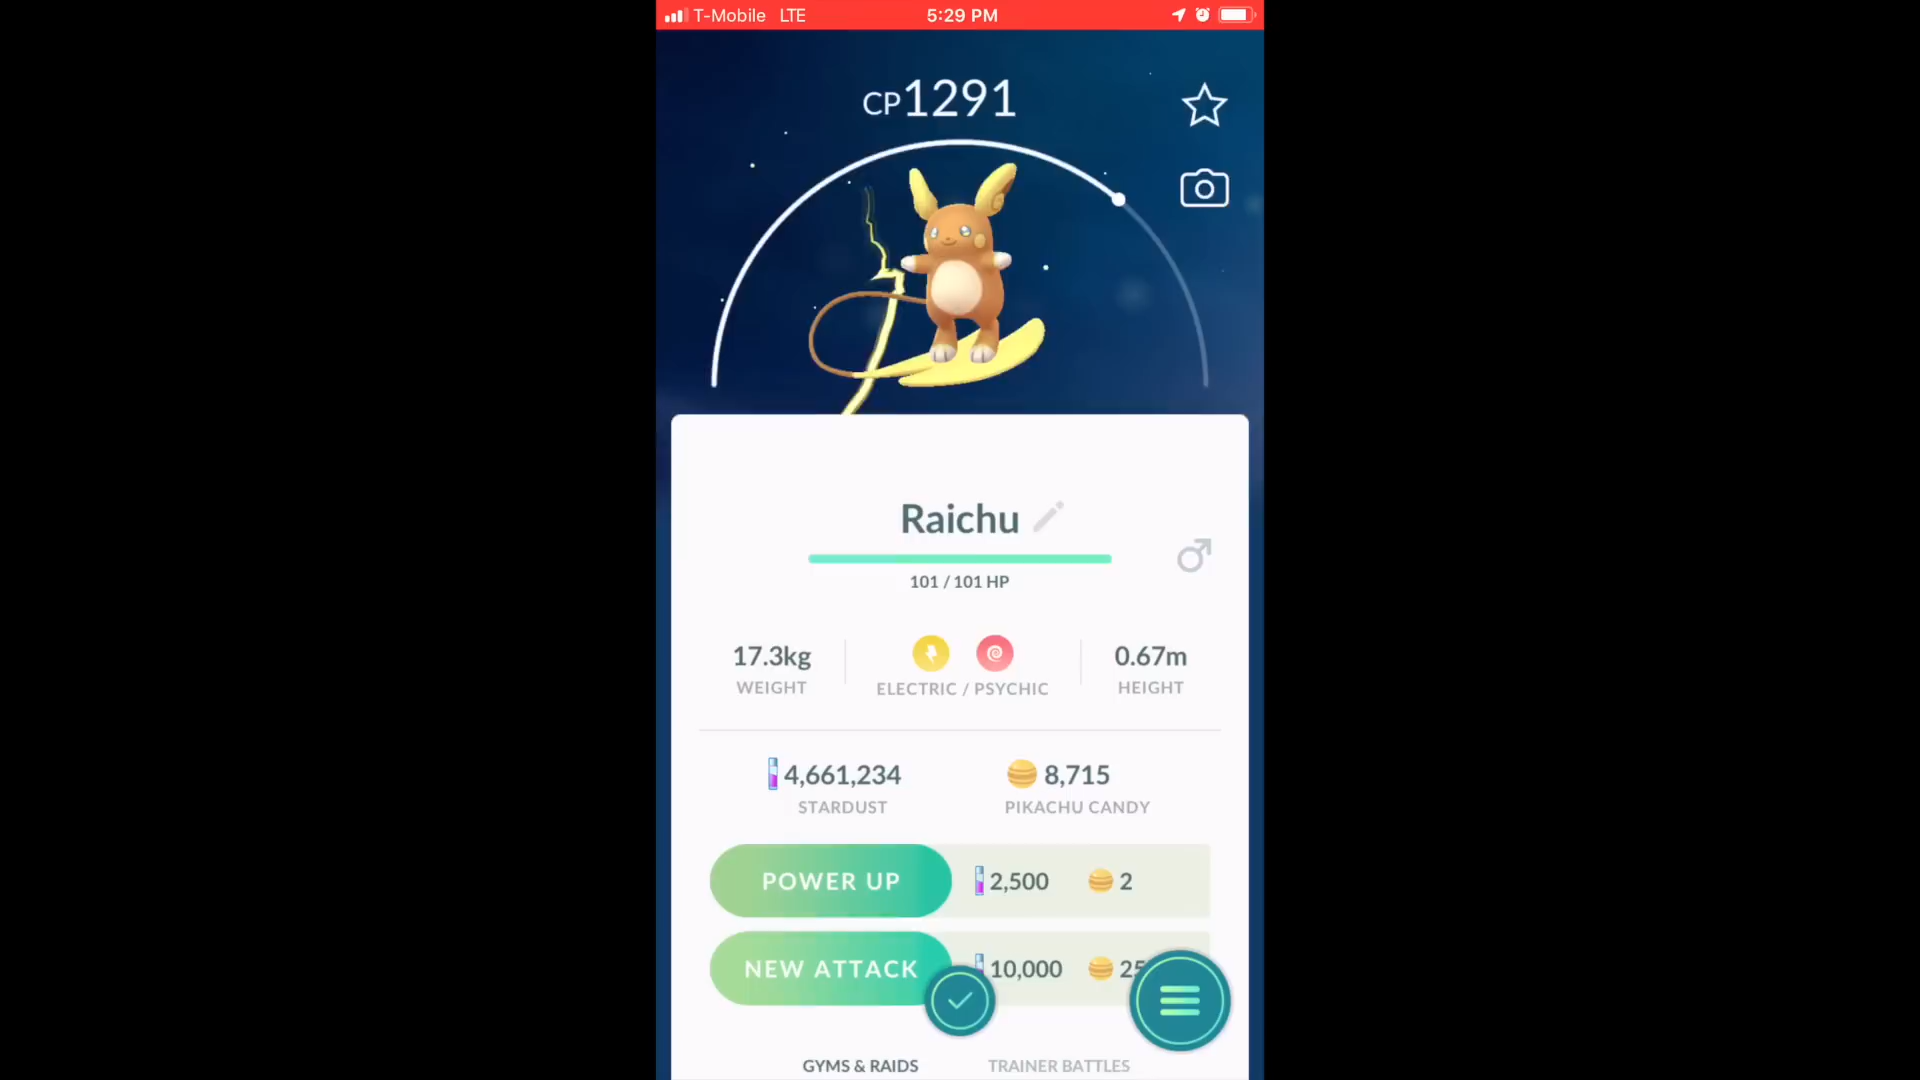 T-Mobile LTE 5:29 PM
CP1291
Raichu
101 / 101 HP
17.3kg
WEIGHT
ELECTRIC / PSYCHIC
0.67m
HEIGHT
4,661,234
STARDUST
8,715
PIKACHU CANDY
POWER UP 2,500 2
NEW ATTACK 10,000 25
GYMS & RAIDS TRAINER BATTLES